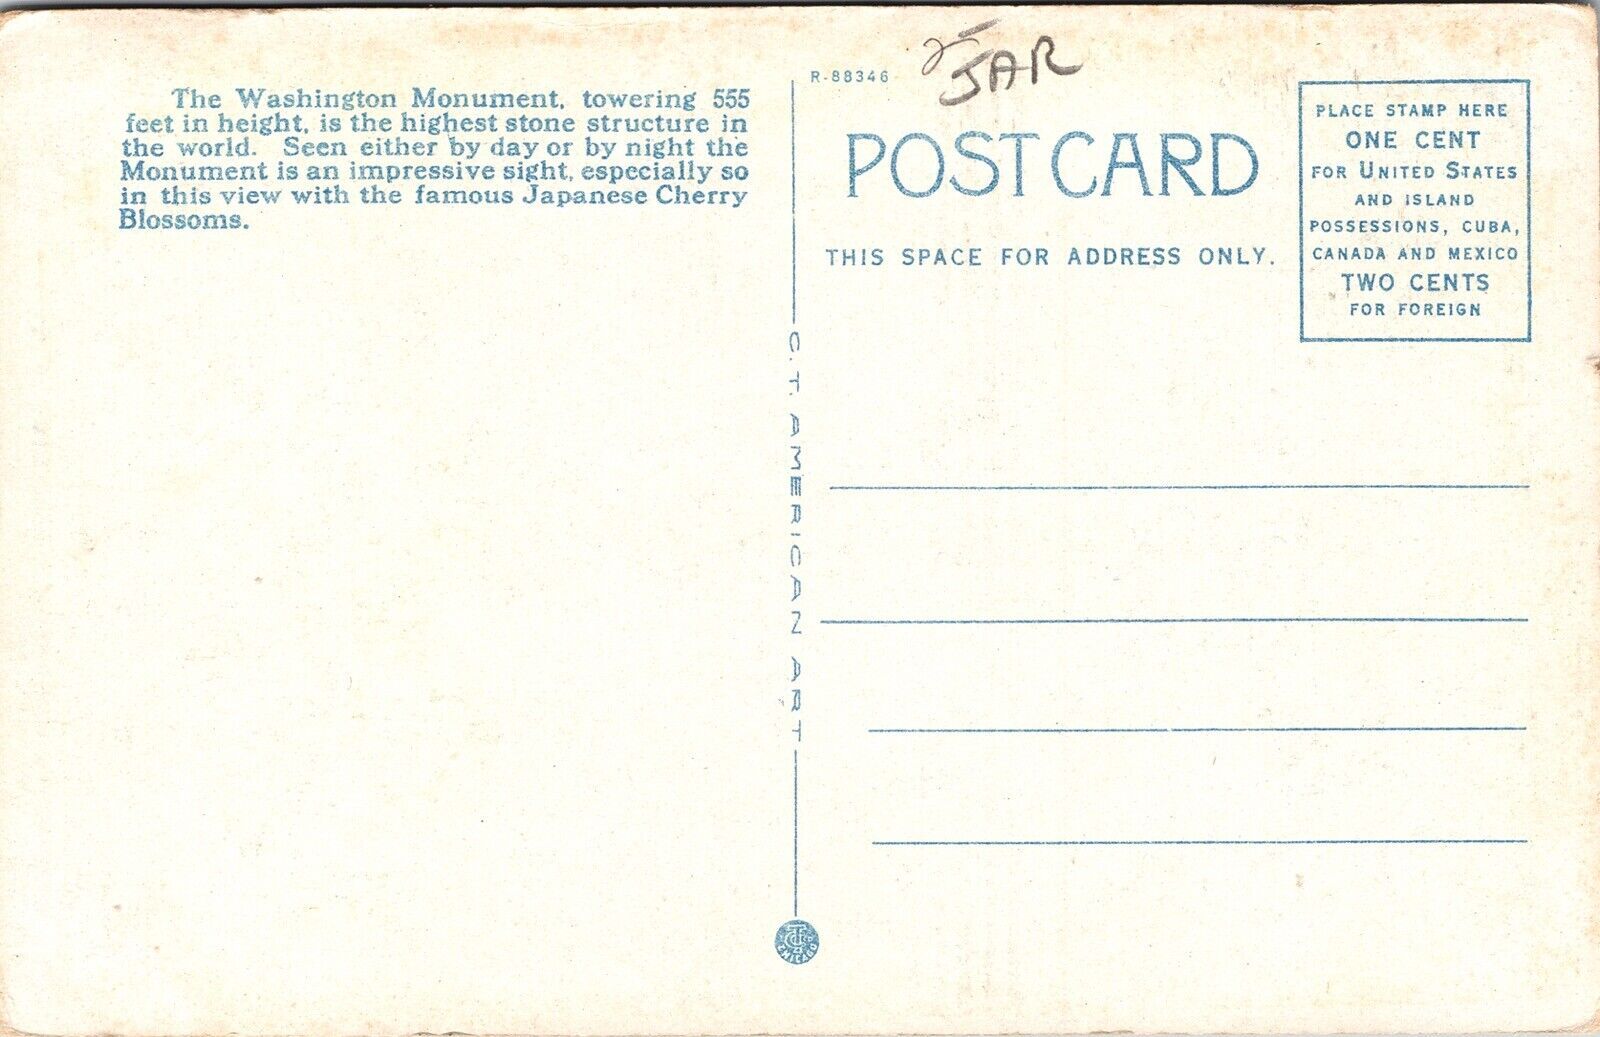 The Washington Monument, towering 555
feet in height, is the highest stone structure in
the world. Seen either by day or by night the
Monument is an impressive sight, especially so
in this view with the famous Japanese Cherry
Blossoms.
R-88346
JAR
POST CARD
THIS SPACE FOR ADDRESS ONLY.
PLACE STAMP HERE
ONE CENT
FOR UNITED STATES
AND ISLAND
POSSESSIONS, CUBA,
CANADA AND MEXICO
TWO CENTS
FOR FOREIGN
C. T. AMERICAN ART
CHICAGO